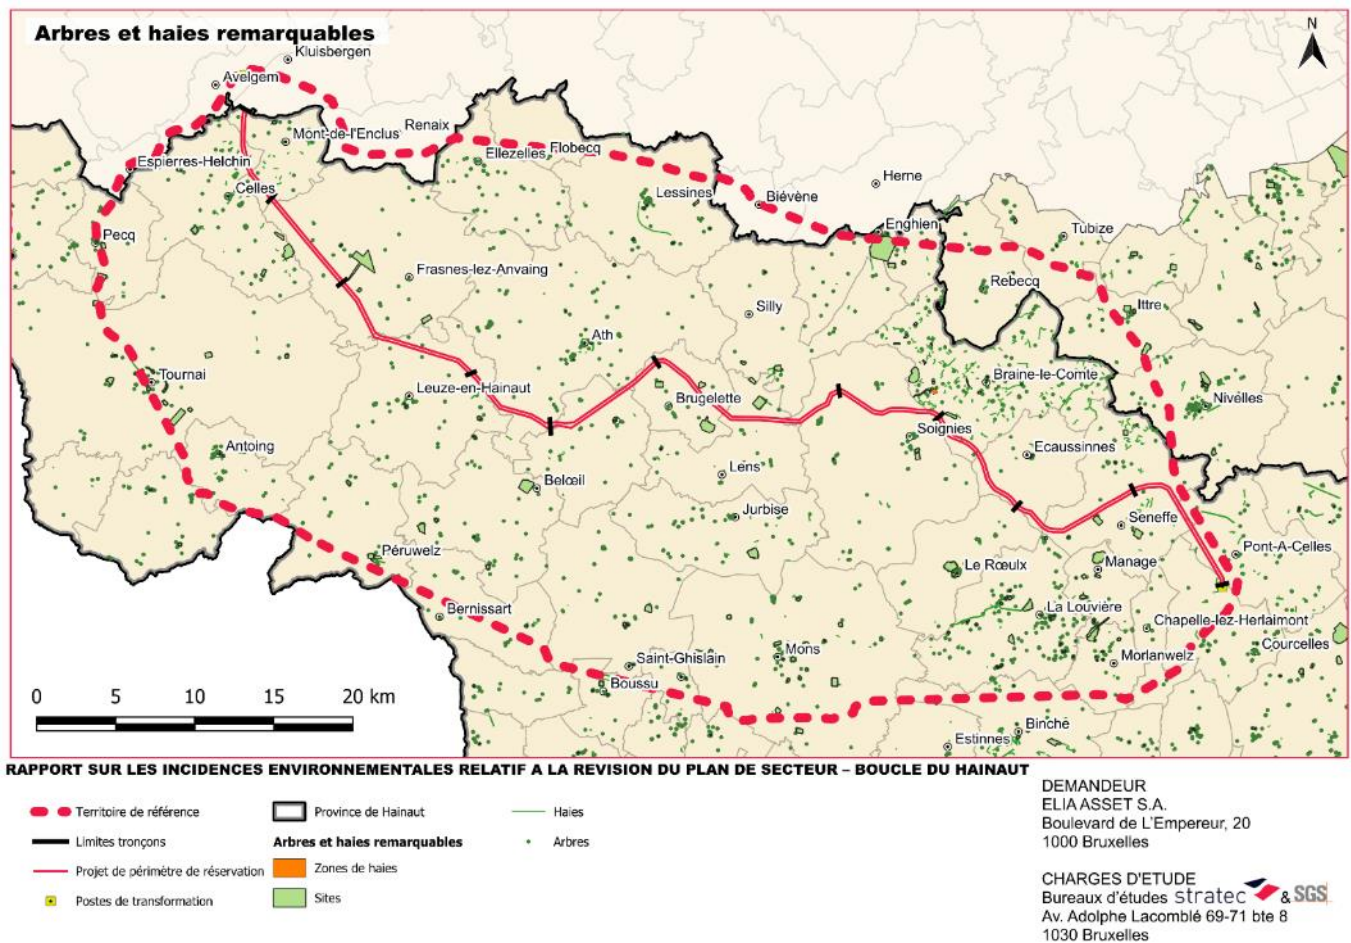 Arbres et haies remarquables
N
Kluisbergen
Avelgem
Mont-de-l'Enclus
Renaix
Espierres-Helchin
Ellezelles
Flobecq
Celles
Lessines
Biévène
Herne
Enghien
Tubize
Pecq
Frasnes-lez-Anvaing
Rebecq
Silly
Ittre
Ath
Tournai
Leuze-en-Hainaut
Brugelette
Braine-le-Comte
Nivelles
Soignies
Antoing
Ecaussinnes
Belœil
Lens
Jurbise
Seneffe
Péruwelz
Pont-A-Celles
Le Rœulx
Manage
Bernissart
La Louvière
Chapelle-lez-Herlaimont
Courcelles
Mons
Morlanwelz
Saint-Ghislain
Boussu
0 5 10 15 20 km
Binche
Estinnes
RAPPORT SUR LES INCIDENCES ENVIRONNEMENTALES RELATIF A LA REVISION DU PLAN DE SECTEUR – BOUCLE DU HAINAUT
Territoire de référence
Limites tronçons
Projet de périmètre de réservation
Postes de transformation
Province de Hainaut
Arbres et haies remarquables
Zones de haies
Sites
Haies
Arbres
DEMANDEUR
ELIA ASSET S.A.
Boulevard de L'Empereur, 20
1000 Bruxelles
CHARGES D'ETUDE
Bureaux d'études stratec & SGS
Av. Adolphe Lacomblé 69-71 bte 8
1030 Bruxelles